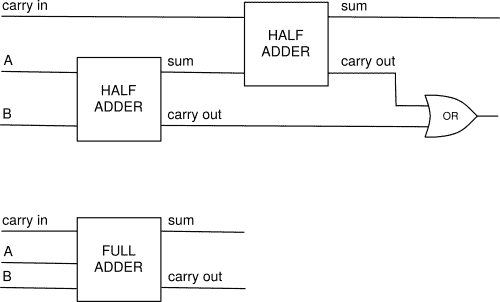 carry in
sum
HALF
ADDER
A
sum
carry out
HALF
ADDER
B
carry out
OR
carry in
sum
A
FULL
ADDER
B
carry out